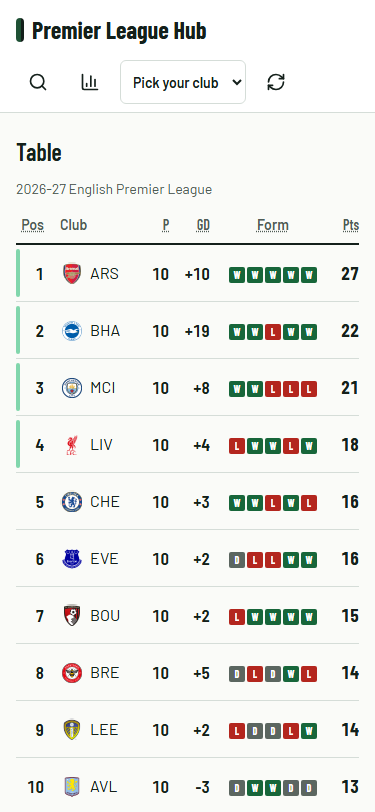 Premier League Hub
Pick your club
Table
2026-27 English Premier League
Pos Club P GD Form Pts
1 ARS 10 +10 W W W W W 27
2 BHA 10 +19 W W L W W 22
3 MCI 10 +8 W W L L L 21
4 LIV 10 +4 L W W L W 18
5 CHE 10 +3 W W L W L 16
6 EVE 10 +2 D L L W W 16
7 BOU 10 +2 L W W W W 15
8 BRE 10 +5 D L D W L 14
9 LEE 10 +2 L D D L W 14
10 AVL 10 -3 D W W D D 13